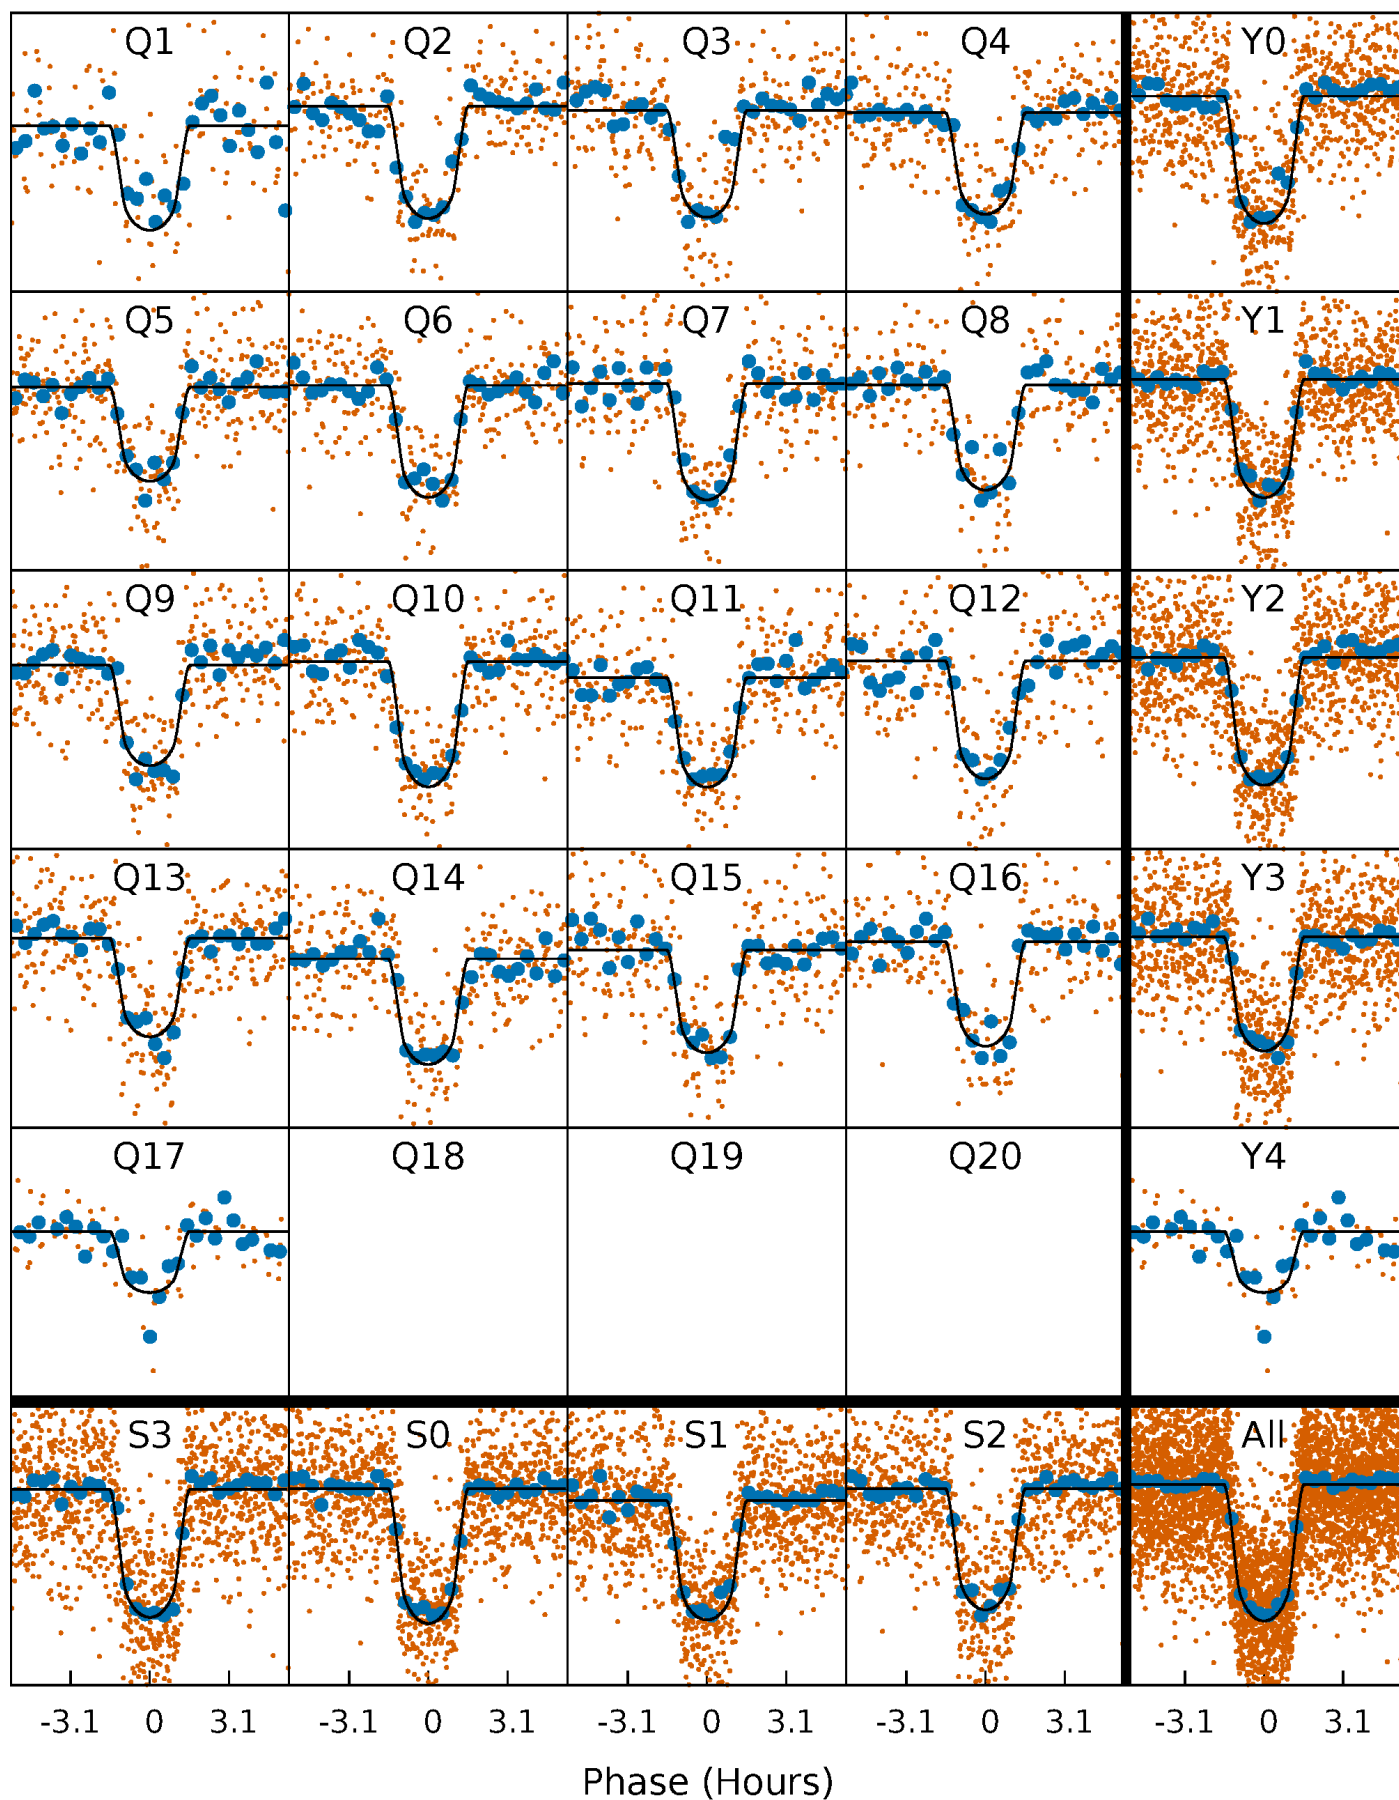 Q1 Q2 Q3 Q4 Y0
Q5 Q6 Q7 Q8 Y1
Q9 Q10 Q11 Q12 Y2
Q13 Q14 Q15 Q16 Y3
Q17 Q18 Q19 Q20 Y4
S3 S0 S1 S2 All
-3.1 0 3.1 -3.1 0 3.1 -3.1 0 3.1 -3.1 0 3.1 -3.1 0 3.1
Phase (Hours)